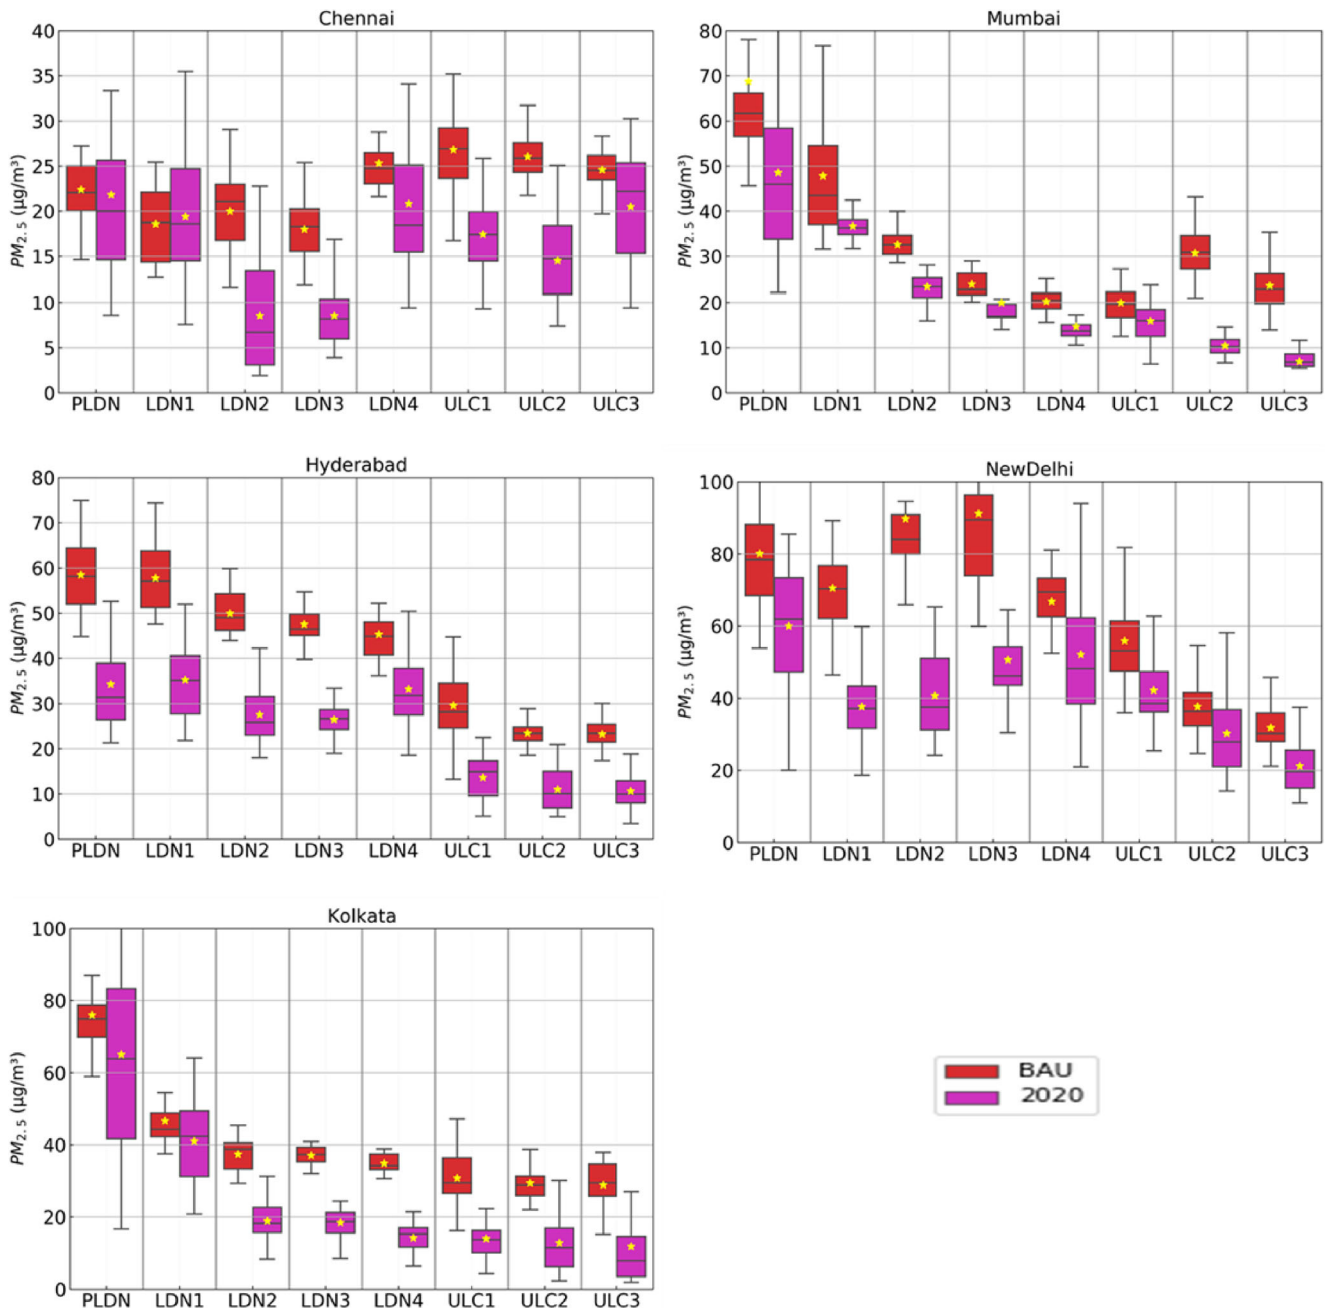 Chennai
40
35
30
25
20
15
10
5
0
PM2.5 (µg/m³)
PLDN LDN1 LDN2 LDN3 LDN4 ULC1 ULC2 ULC3
Mumbai
80
70
60
50
40
30
20
10
0
PM2.5 (µg/m³)
PLDN LDN1 LDN2 LDN3 LDN4 ULC1 ULC2 ULC3
Hyderabad
80
70
60
50
40
30
20
10
0
PM2.5 (µg/m³)
PLDN LDN1 LDN2 LDN3 LDN4 ULC1 ULC2 ULC3
NewDelhi
100
80
60
40
20
0
PM2.5 (µg/m³)
PLDN LDN1 LDN2 LDN3 LDN4 ULC1 ULC2 ULC3
Kolkata
100
80
60
40
20
0
PM2.5 (µg/m³)
PLDN LDN1 LDN2 LDN3 LDN4 ULC1 ULC2 ULC3
BAU
2020